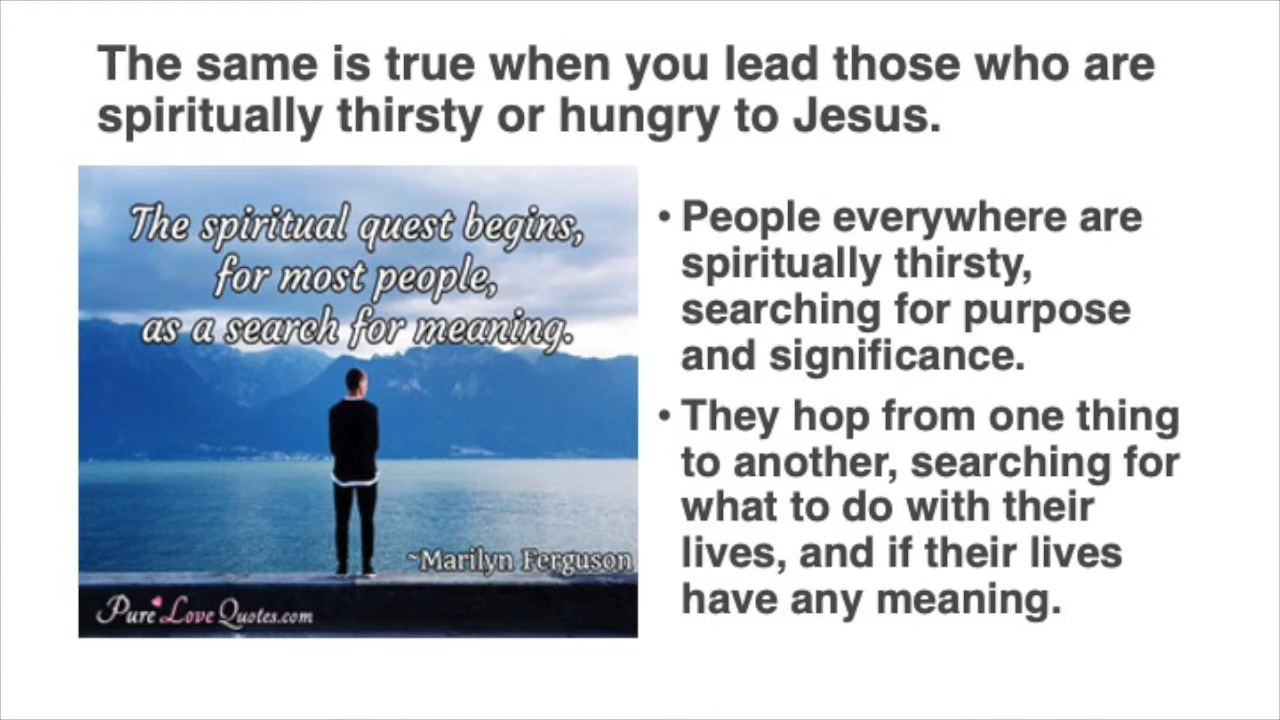 The same is true when you lead those who are
spiritually thirsty or hungry to Jesus.
The spiritual quest begins,
for most people,
as a search for meaning.
~Marilyn Ferguson
Pure Love Quotes.com
• People everywhere are
spiritually thirsty,
searching for purpose
and significance.
• They hop from one thing
to another, searching for
what to do with their
lives, and if their lives
have any meaning.